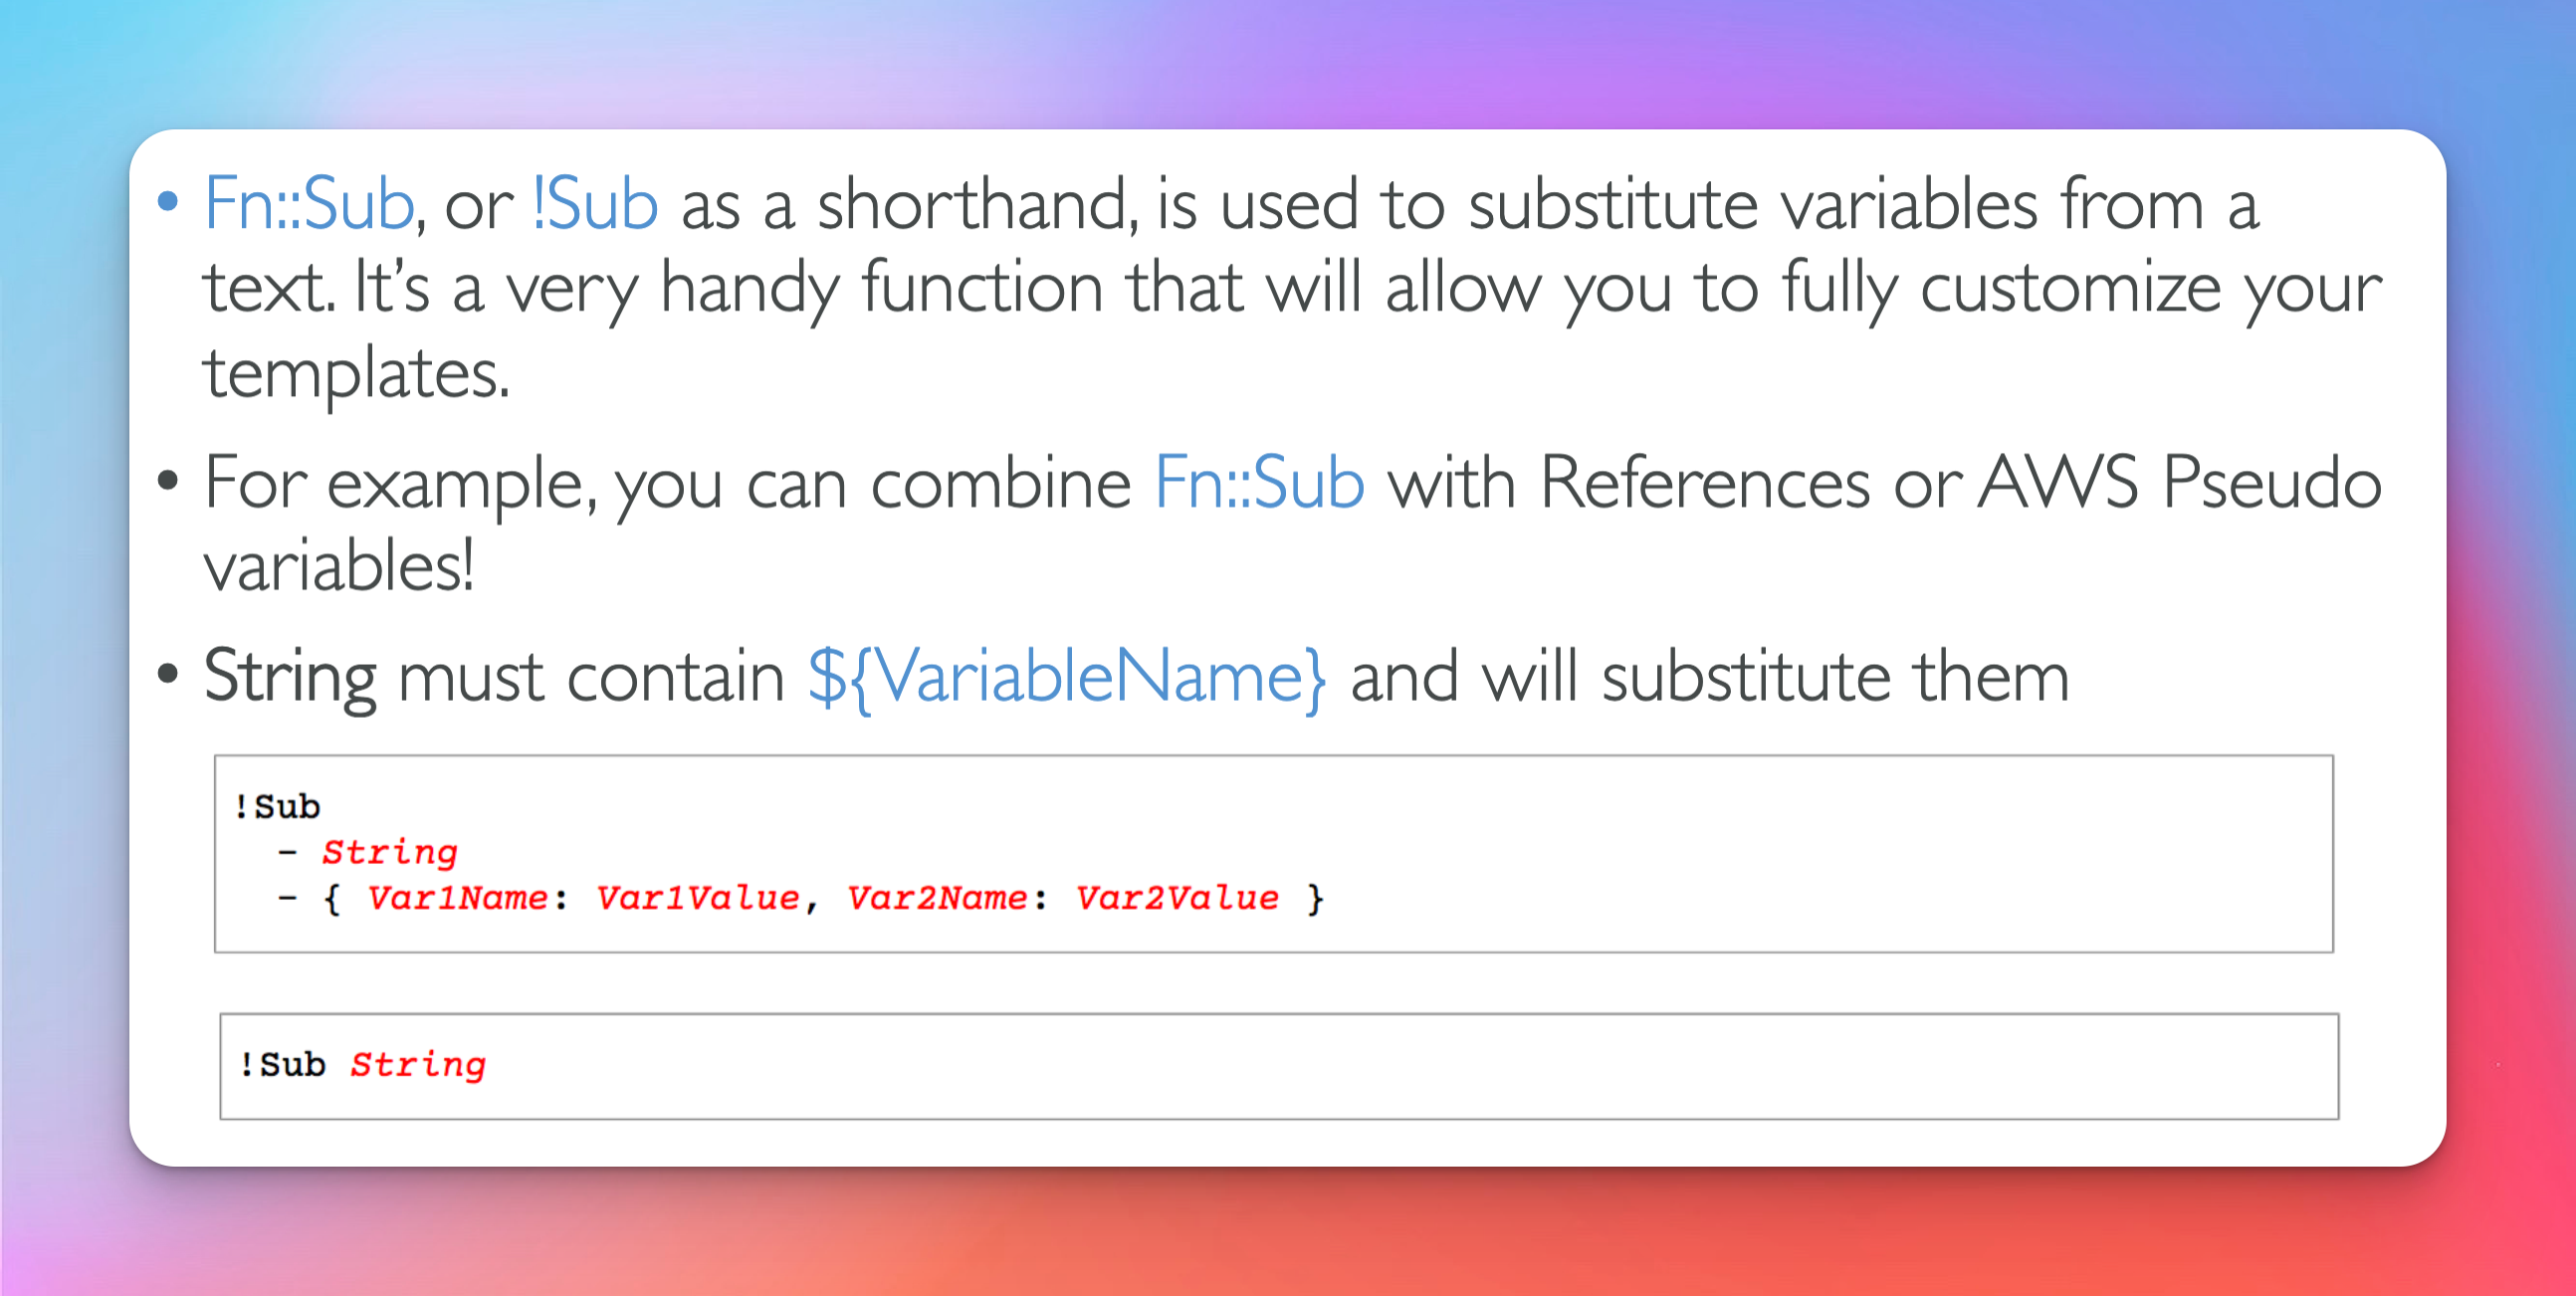 • Fn::Sub, or !Sub as a shorthand, is used to substitute variables from a
text. It’s a very handy function that will allow you to fully customize your
templates.
• For example, you can combine Fn::Sub with References or AWS Pseudo
variables!
• String must contain ${VariableName} and will substitute them
!Sub
  - String
  - { Var1Name: Var1Value, Var2Name: Var2Value }
!Sub String